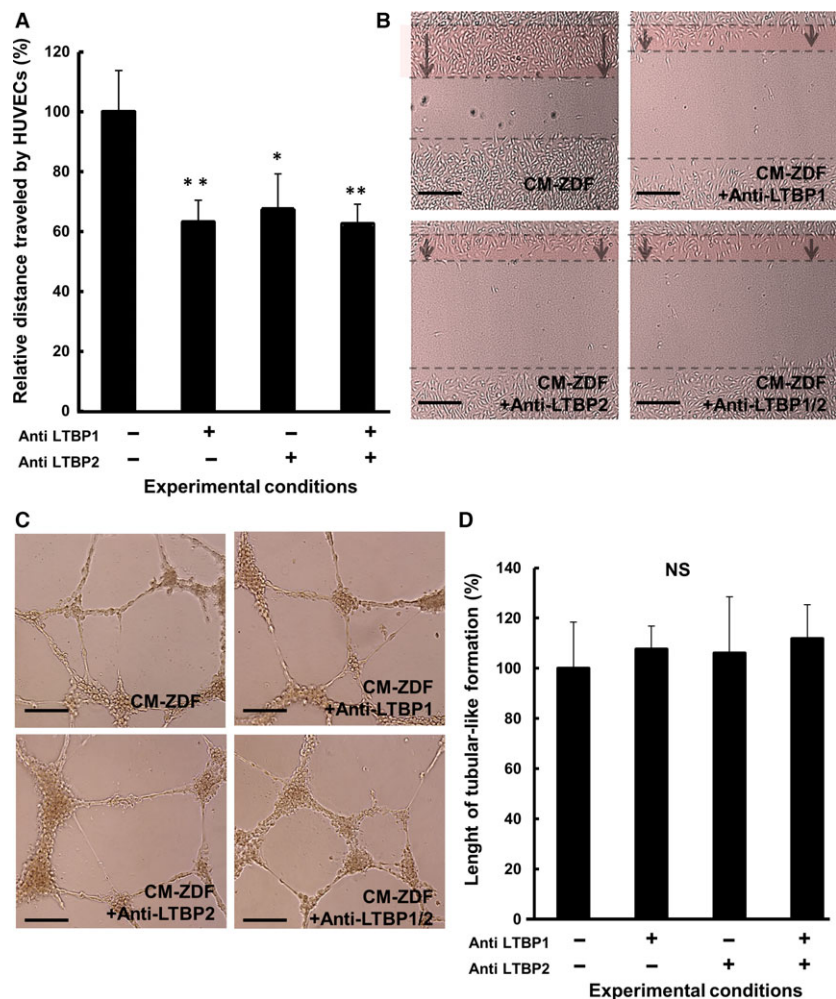 A
Relative distance traveled by HUVECs (%)
120
100
80
60
40
20
0
**
*
**
Anti LTBP1 – + – +
Anti LTBP2 – – + +
Experimental conditions
B
CM-ZDF
CM-ZDF
+Anti-LTBP1
CM-ZDF
+Anti-LTBP2
CM-ZDF
+Anti-LTBP1/2
C
CM-ZDF
CM-ZDF
+Anti-LTBP1
CM-ZDF
+Anti-LTBP2
CM-ZDF
+Anti-LTBP1/2
D
Lenght of tubular-like formation (%)
140
120
100
80
60
40
20
0
NS
Anti LTBP1 – + – +
Anti LTBP2 – – + +
Experimental conditions